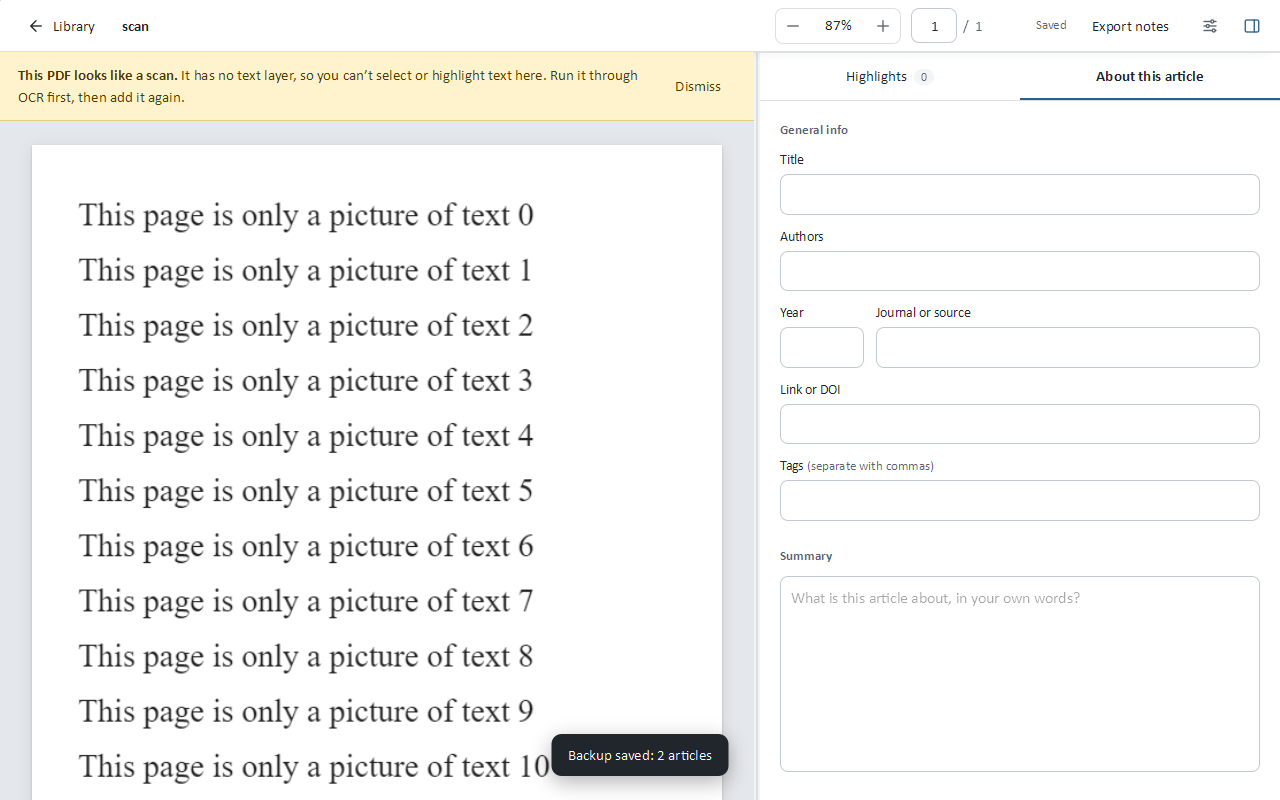 Library
scan
87%
1 / 1
Saved
Export notes
This PDF looks like a scan. It has no text layer, so you can’t select or highlight text here. Run it through
OCR first, then add it again.
Dismiss
This page is only a picture of text 0
This page is only a picture of text 1
This page is only a picture of text 2
This page is only a picture of text 3
This page is only a picture of text 4
This page is only a picture of text 5
This page is only a picture of text 6
This page is only a picture of text 7
This page is only a picture of text 8
This page is only a picture of text 9
This page is only a picture of text 10
Backup saved: 2 articles
Highlights 0
About this article
General info
Title
Authors
Year
Journal or source
Link or DOI
Tags (separate with commas)
Summary
What is this article about, in your own words?